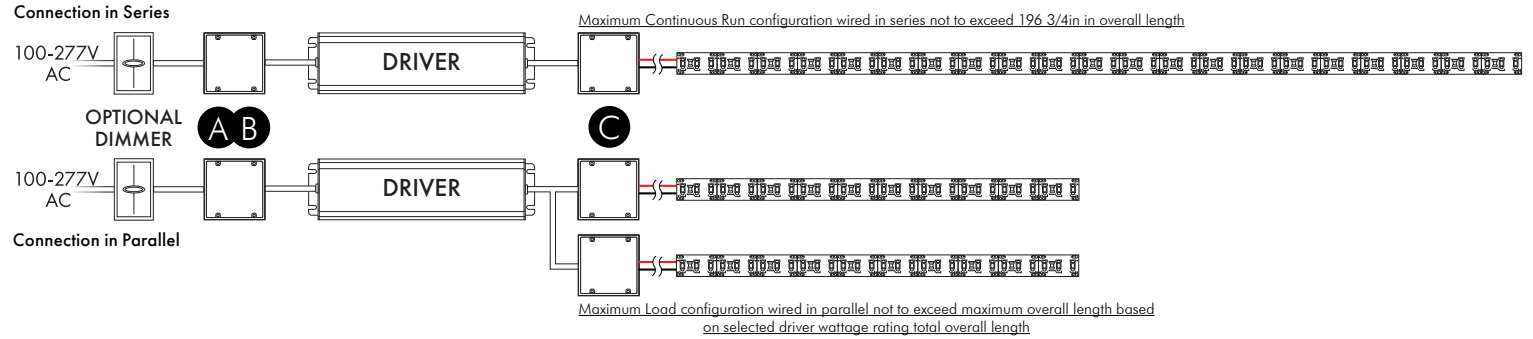 Connection in Series
Maximum Continuous Run configuration wired in series not to exceed 196 3/4in in overall length
100-277V
AC
DRIVER
OPTIONAL
DIMMER
A B
C
100-277V
AC
DRIVER
Connection in Parallel
Maximum Load configuration wired in parallel not to exceed maximum overall length based
on selected driver wattage rating total overall length